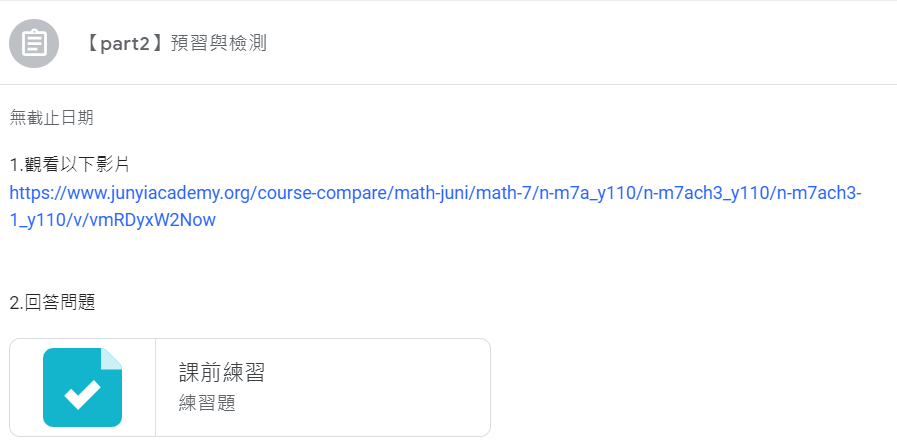 【part2】預習與檢測
無截止日期
1.觀看以下影片
https://www.junyiacademy.org/course-compare/math-juni/math-7/n-m7a_y110/n-m7ach3_y110/n-m7ach3-
1_y110/v/vmRDyxW2Now
2.回答問題
課前練習
練習題